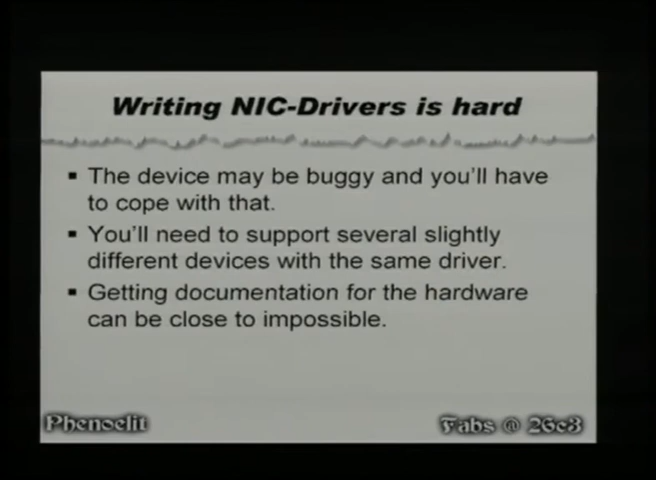 Writing NIC-Drivers is hard
▪ The device may be buggy and you'll have
to cope with that.
▪ You'll need to support several slightly
different devices with the same driver.
▪ Getting documentation for the hardware
can be close to impossible.
Phenoelit
Fabs @ 26c3